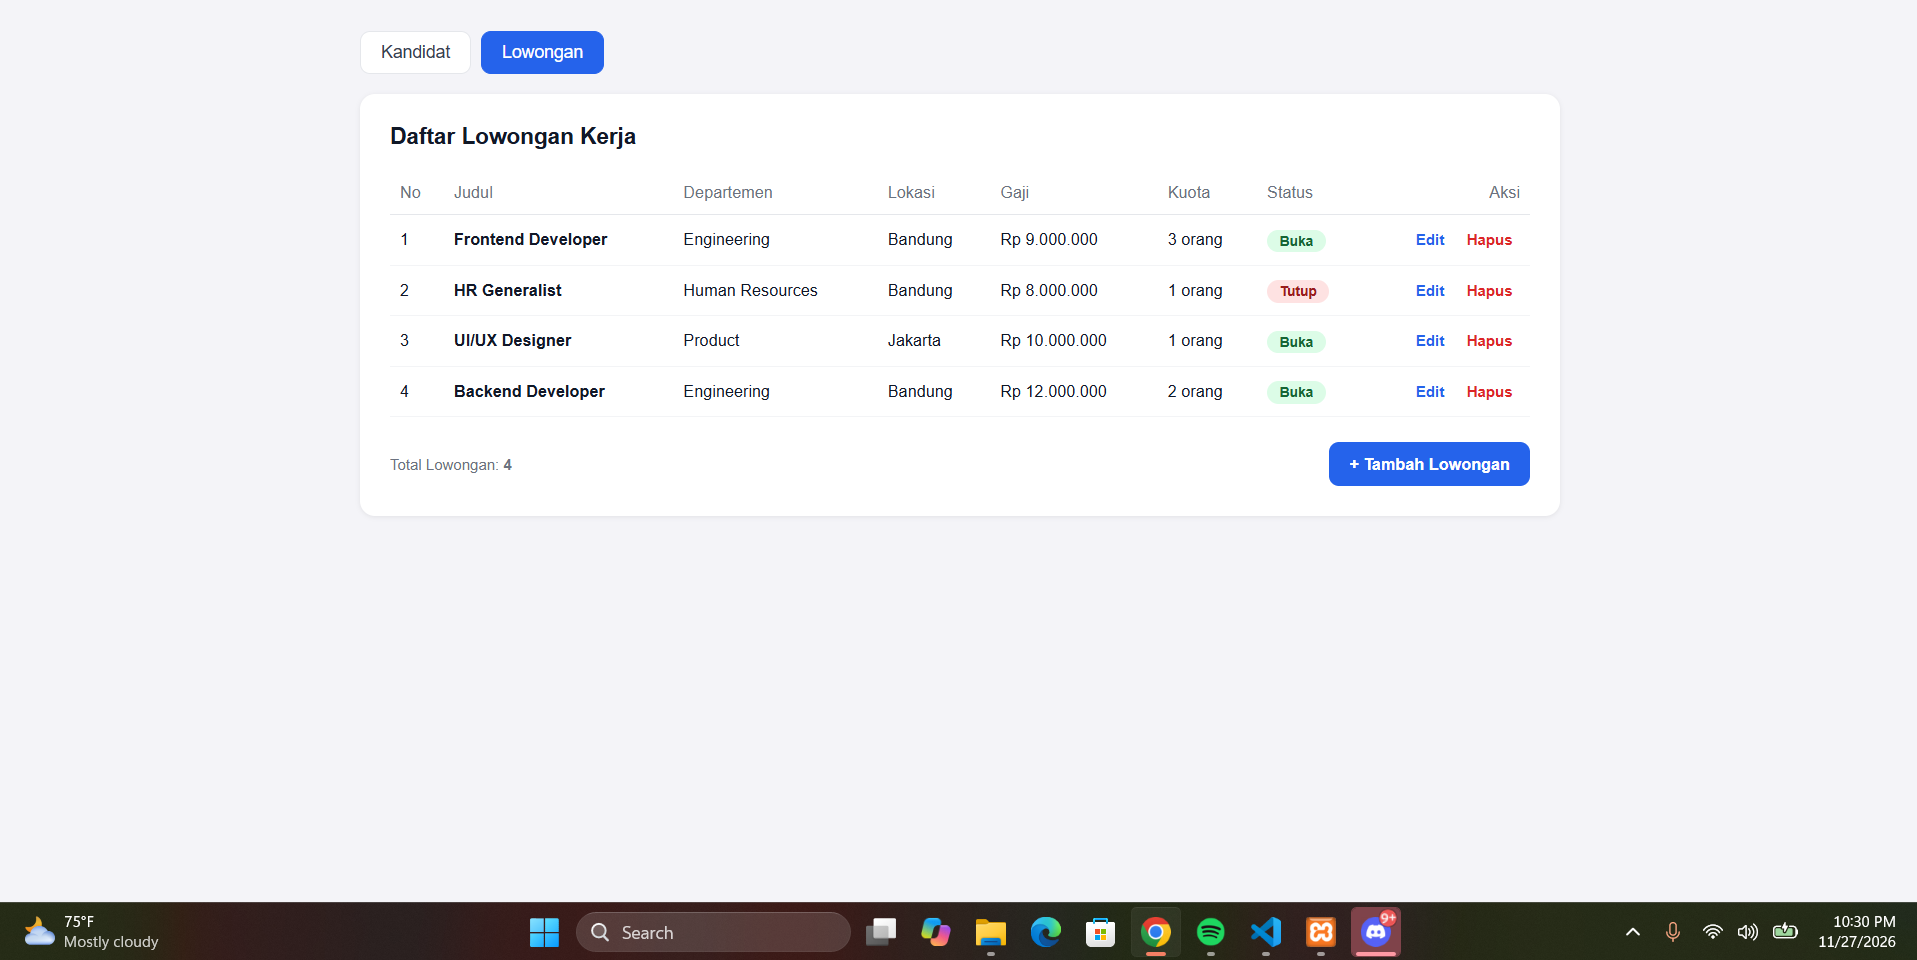 Kandidat Lowongan
Daftar Lowongan Kerja
No Judul Departemen Lokasi Gaji Kuota Status Aksi
1 Frontend Developer Engineering Bandung Rp 9.000.000 3 orang Buka Edit Hapus
2 HR Generalist Human Resources Bandung Rp 8.000.000 1 orang Tutup Edit Hapus
3 UI/UX Designer Product Jakarta Rp 10.000.000 1 orang Buka Edit Hapus
4 Backend Developer Engineering Bandung Rp 12.000.000 2 orang Buka Edit Hapus
Total Lowongan: 4 + Tambah Lowongan
75°F
Mostly cloudy
Search
9+
10:30 PM
11/27/2026